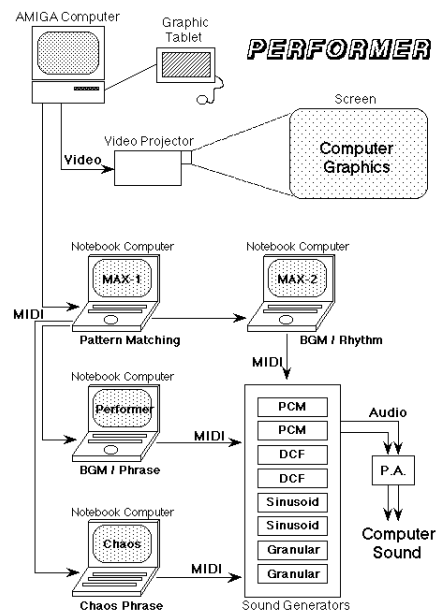 AMIGA Computer
Graphic
Tablet
PERFORMER
Screen
Video Projector
Video
Computer
Graphics
Notebook Computer
Notebook Computer
MAX-1
MAX-2
MIDI
Pattern Matching
BGM / Rhythm
MIDI
Notebook Computer
Performer
BGM / Phrase
MIDI
PCM
PCM
DCF
DCF
Sinusoid
Sinusoid
Granular
Granular
Audio
P.A.
Computer
Sound
Notebook Computer
Chaos
MIDI
Chaos Phrase
Sound Generators